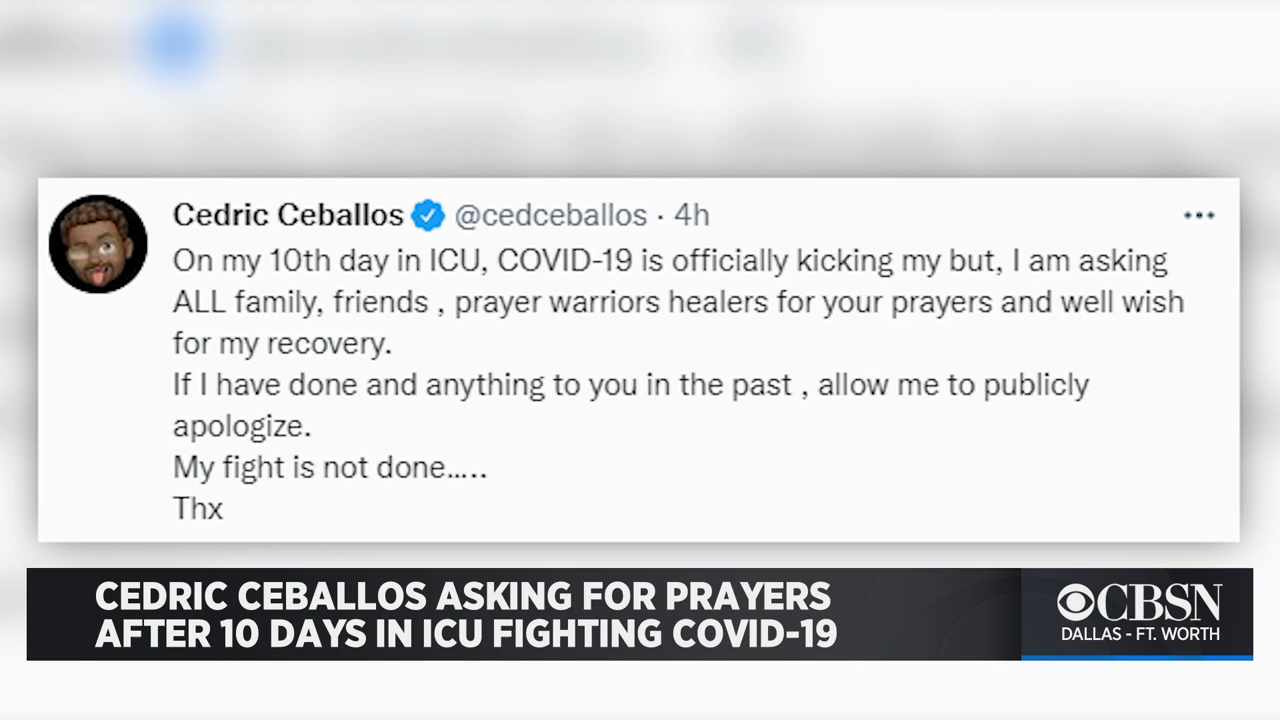 Cedric Ceballos @cedceballos · 4h
On my 10th day in ICU, COVID-19 is officially kicking my but, I am asking
ALL family, friends , prayer warriors healers for your prayers and well wish
for my recovery.
If I have done and anything to you in the past , allow me to publicly
apologize.
My fight is not done.....
Thx
CEDRIC CEBALLOS ASKING FOR PRAYERS
AFTER 10 DAYS IN ICU FIGHTING COVID-19
CBSN
DALLAS - FT. WORTH